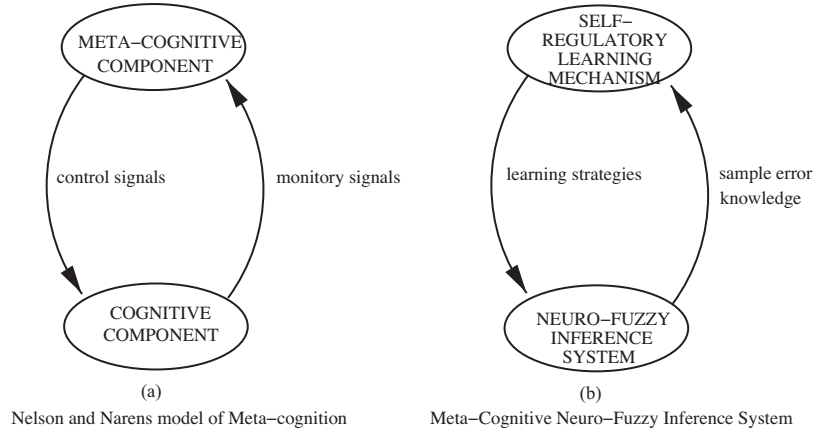 META−COGNITIVE
COMPONENT
control signals
monitory signals
COGNITIVE
COMPONENT
(a)
Nelson and Narens model of Meta−cognition
SELF−
REGULATORY
LEARNING
MECHANISM
learning strategies
sample error
knowledge
NEURO−FUZZY
INFERENCE
SYSTEM
(b)
Meta−Cognitive Neuro−Fuzzy Inference System